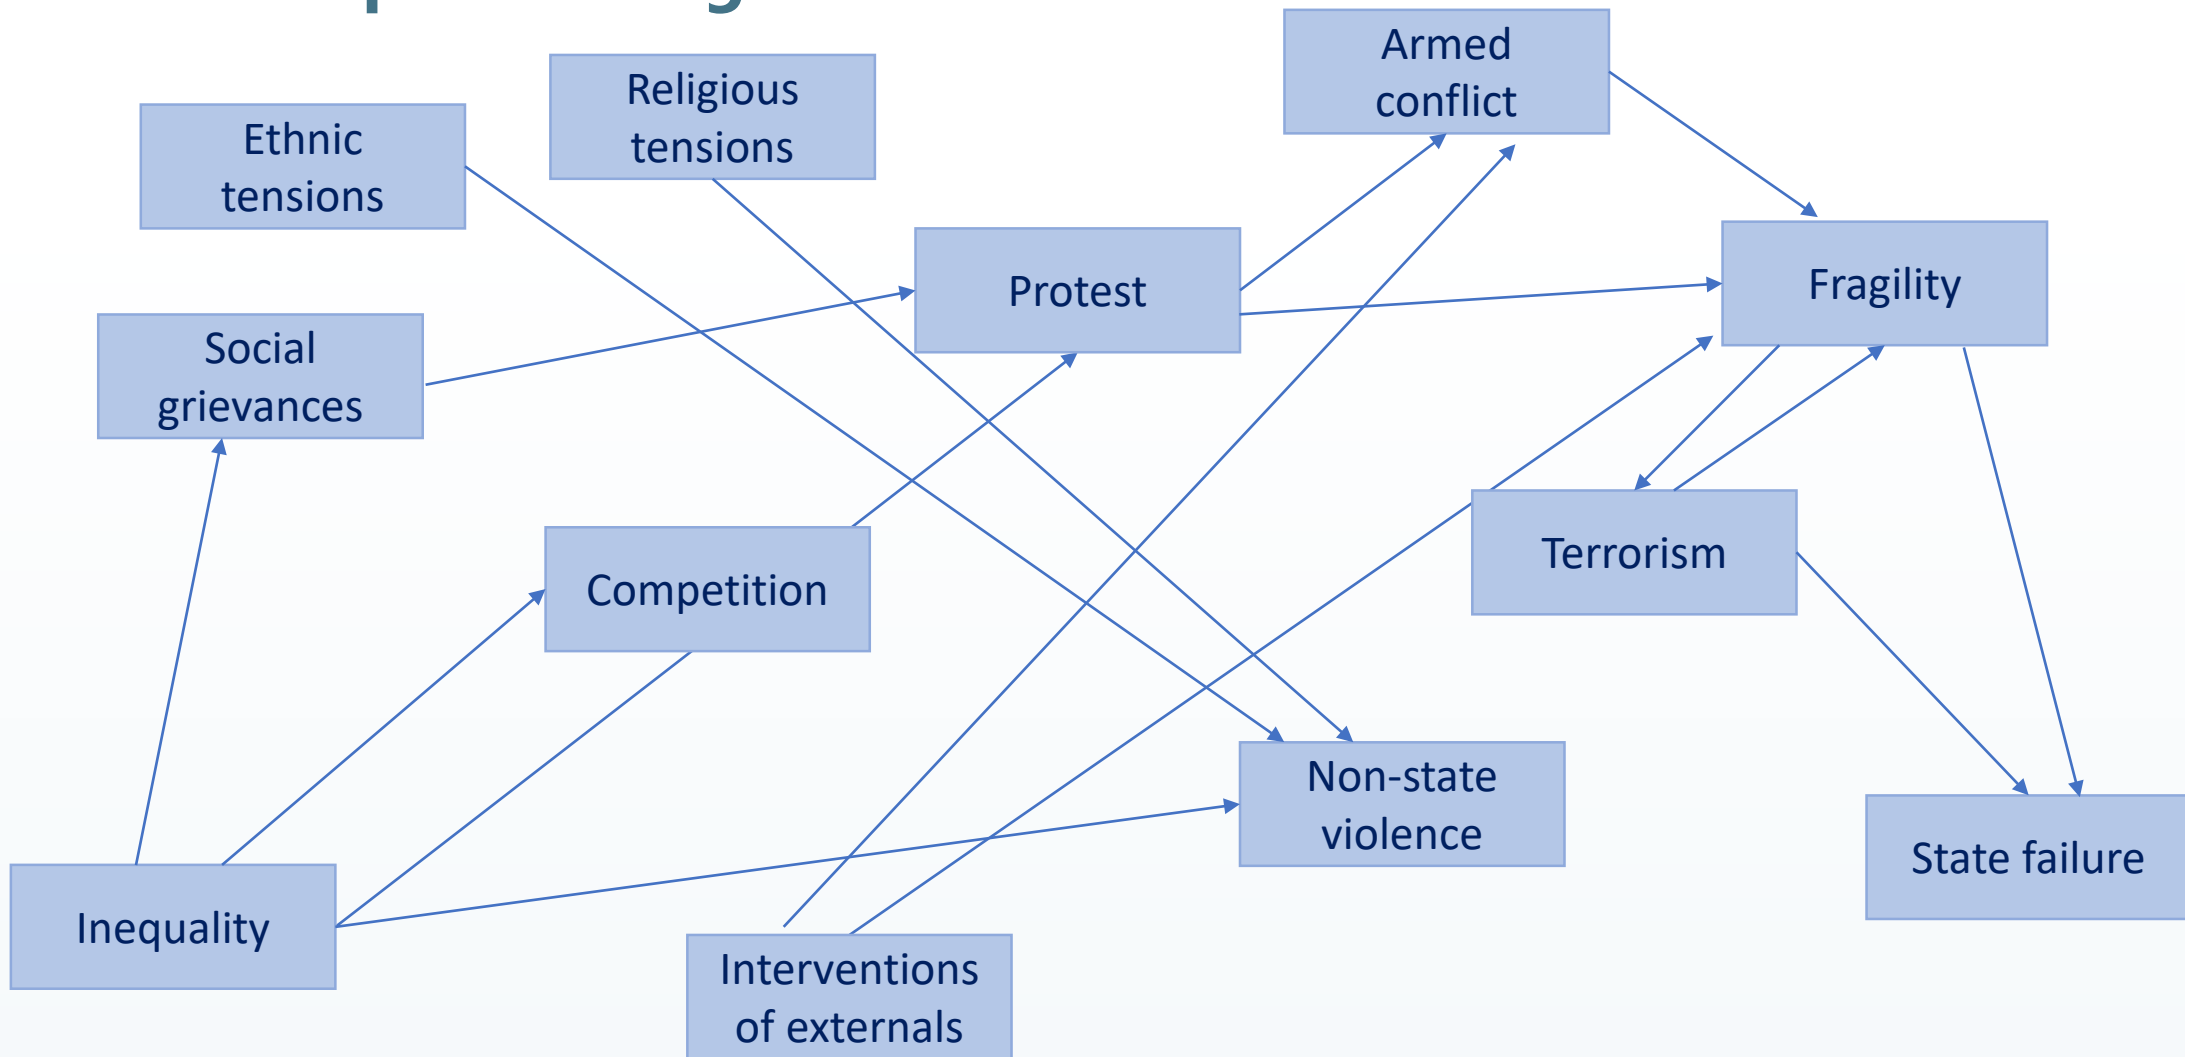 Armed
conflict
Religious
tensions
Ethnic
tensions
Protest
Fragility
Social
grievances
Terrorism
Competition
Non-state
violence
State failure
Inequality
Interventions
of externals